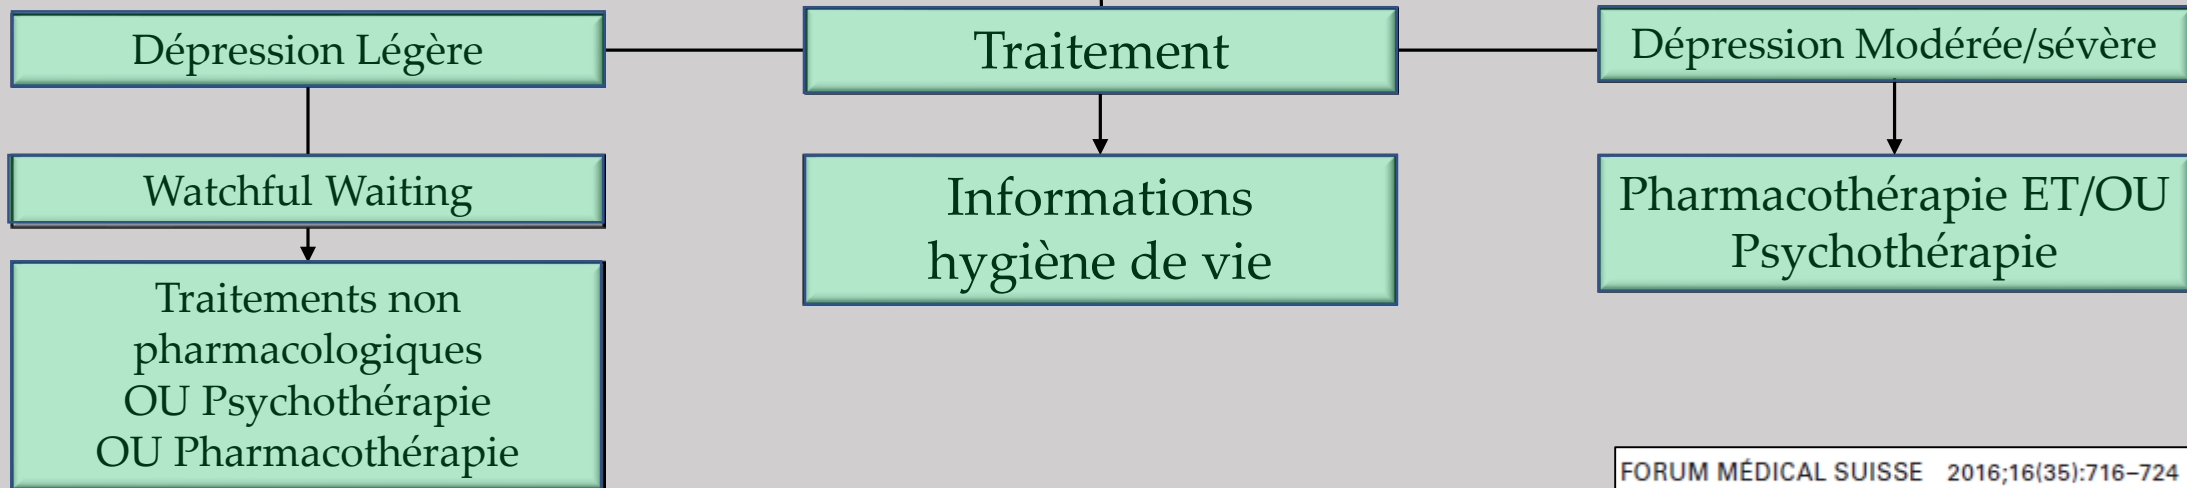 Dépression Légère
Traitement
Dépression Modérée/sévère
Watchful Waiting
Informations
hygiène de vie
Pharmacothérapie ET/OU
Psychothérapie
Traitements non
pharmacologiques
OU Psychothérapie
OU Pharmacothérapie
FORUM MÉDICAL SUISSE 2016;16(35):716–724